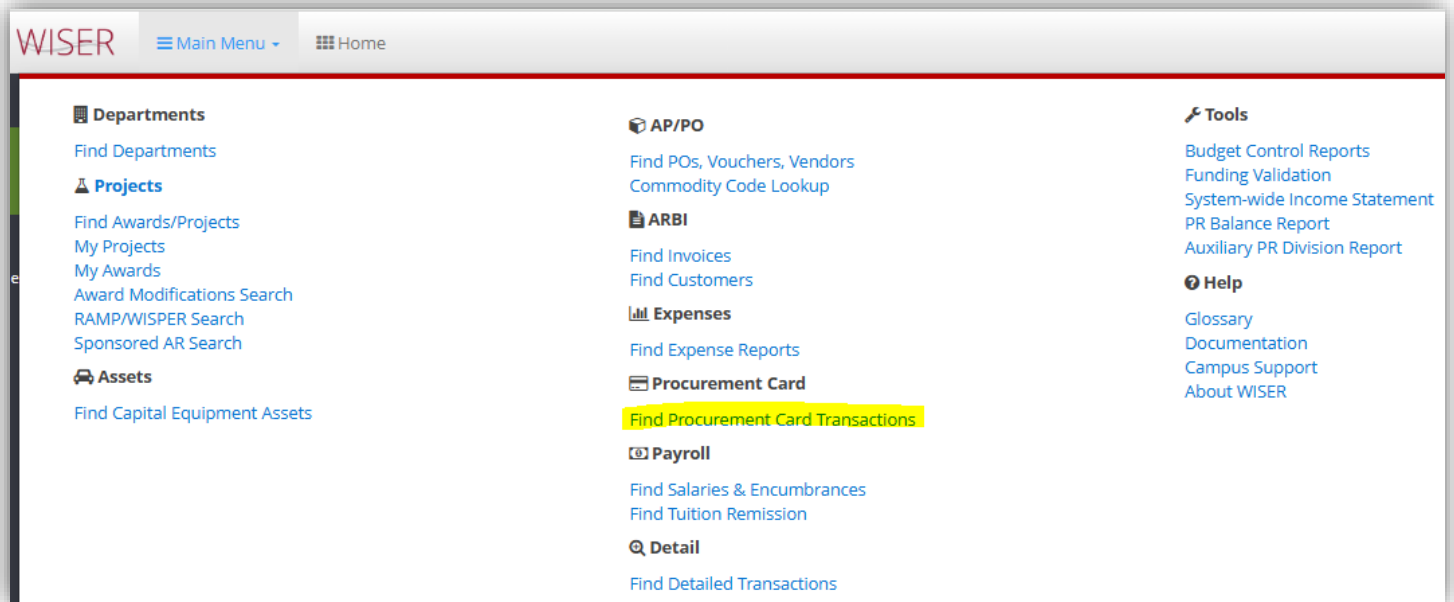 WISER
Main Menu
Home
Departments
Find Departments
Projects
Find Awards/Projects
My Projects
My Awards
Award Modifications Search
RAMP/WISPER Search
Sponsored AR Search
Assets
Find Capital Equipment Assets
AP/PO
Find POs, Vouchers, Vendors
Commodity Code Lookup
ARBI
Find Invoices
Find Customers
Expenses
Find Expense Reports
Procurement Card
Find Procurement Card Transactions
Payroll
Find Salaries & Encumbrances
Find Tuition Remission
Detail
Find Detailed Transactions
Tools
Budget Control Reports
Funding Validation
System-wide Income Statement
PR Balance Report
Auxiliary PR Division Report
Help
Glossary
Documentation
Campus Support
About WISER
e